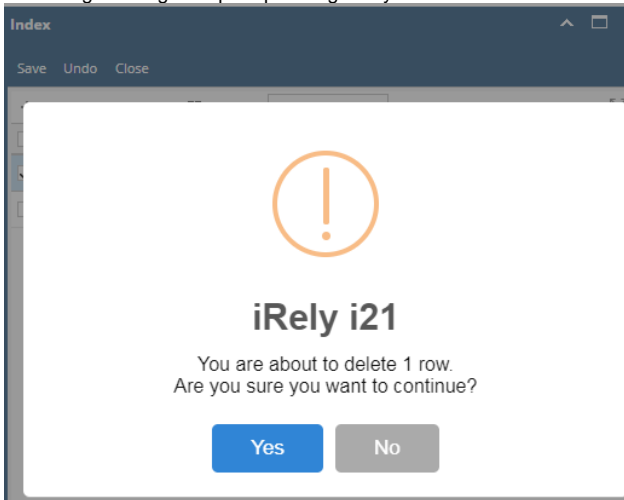 Index
Save Undo Close
iRely i21
You are about to delete 1 row.
Are you sure you want to continue?
Yes No